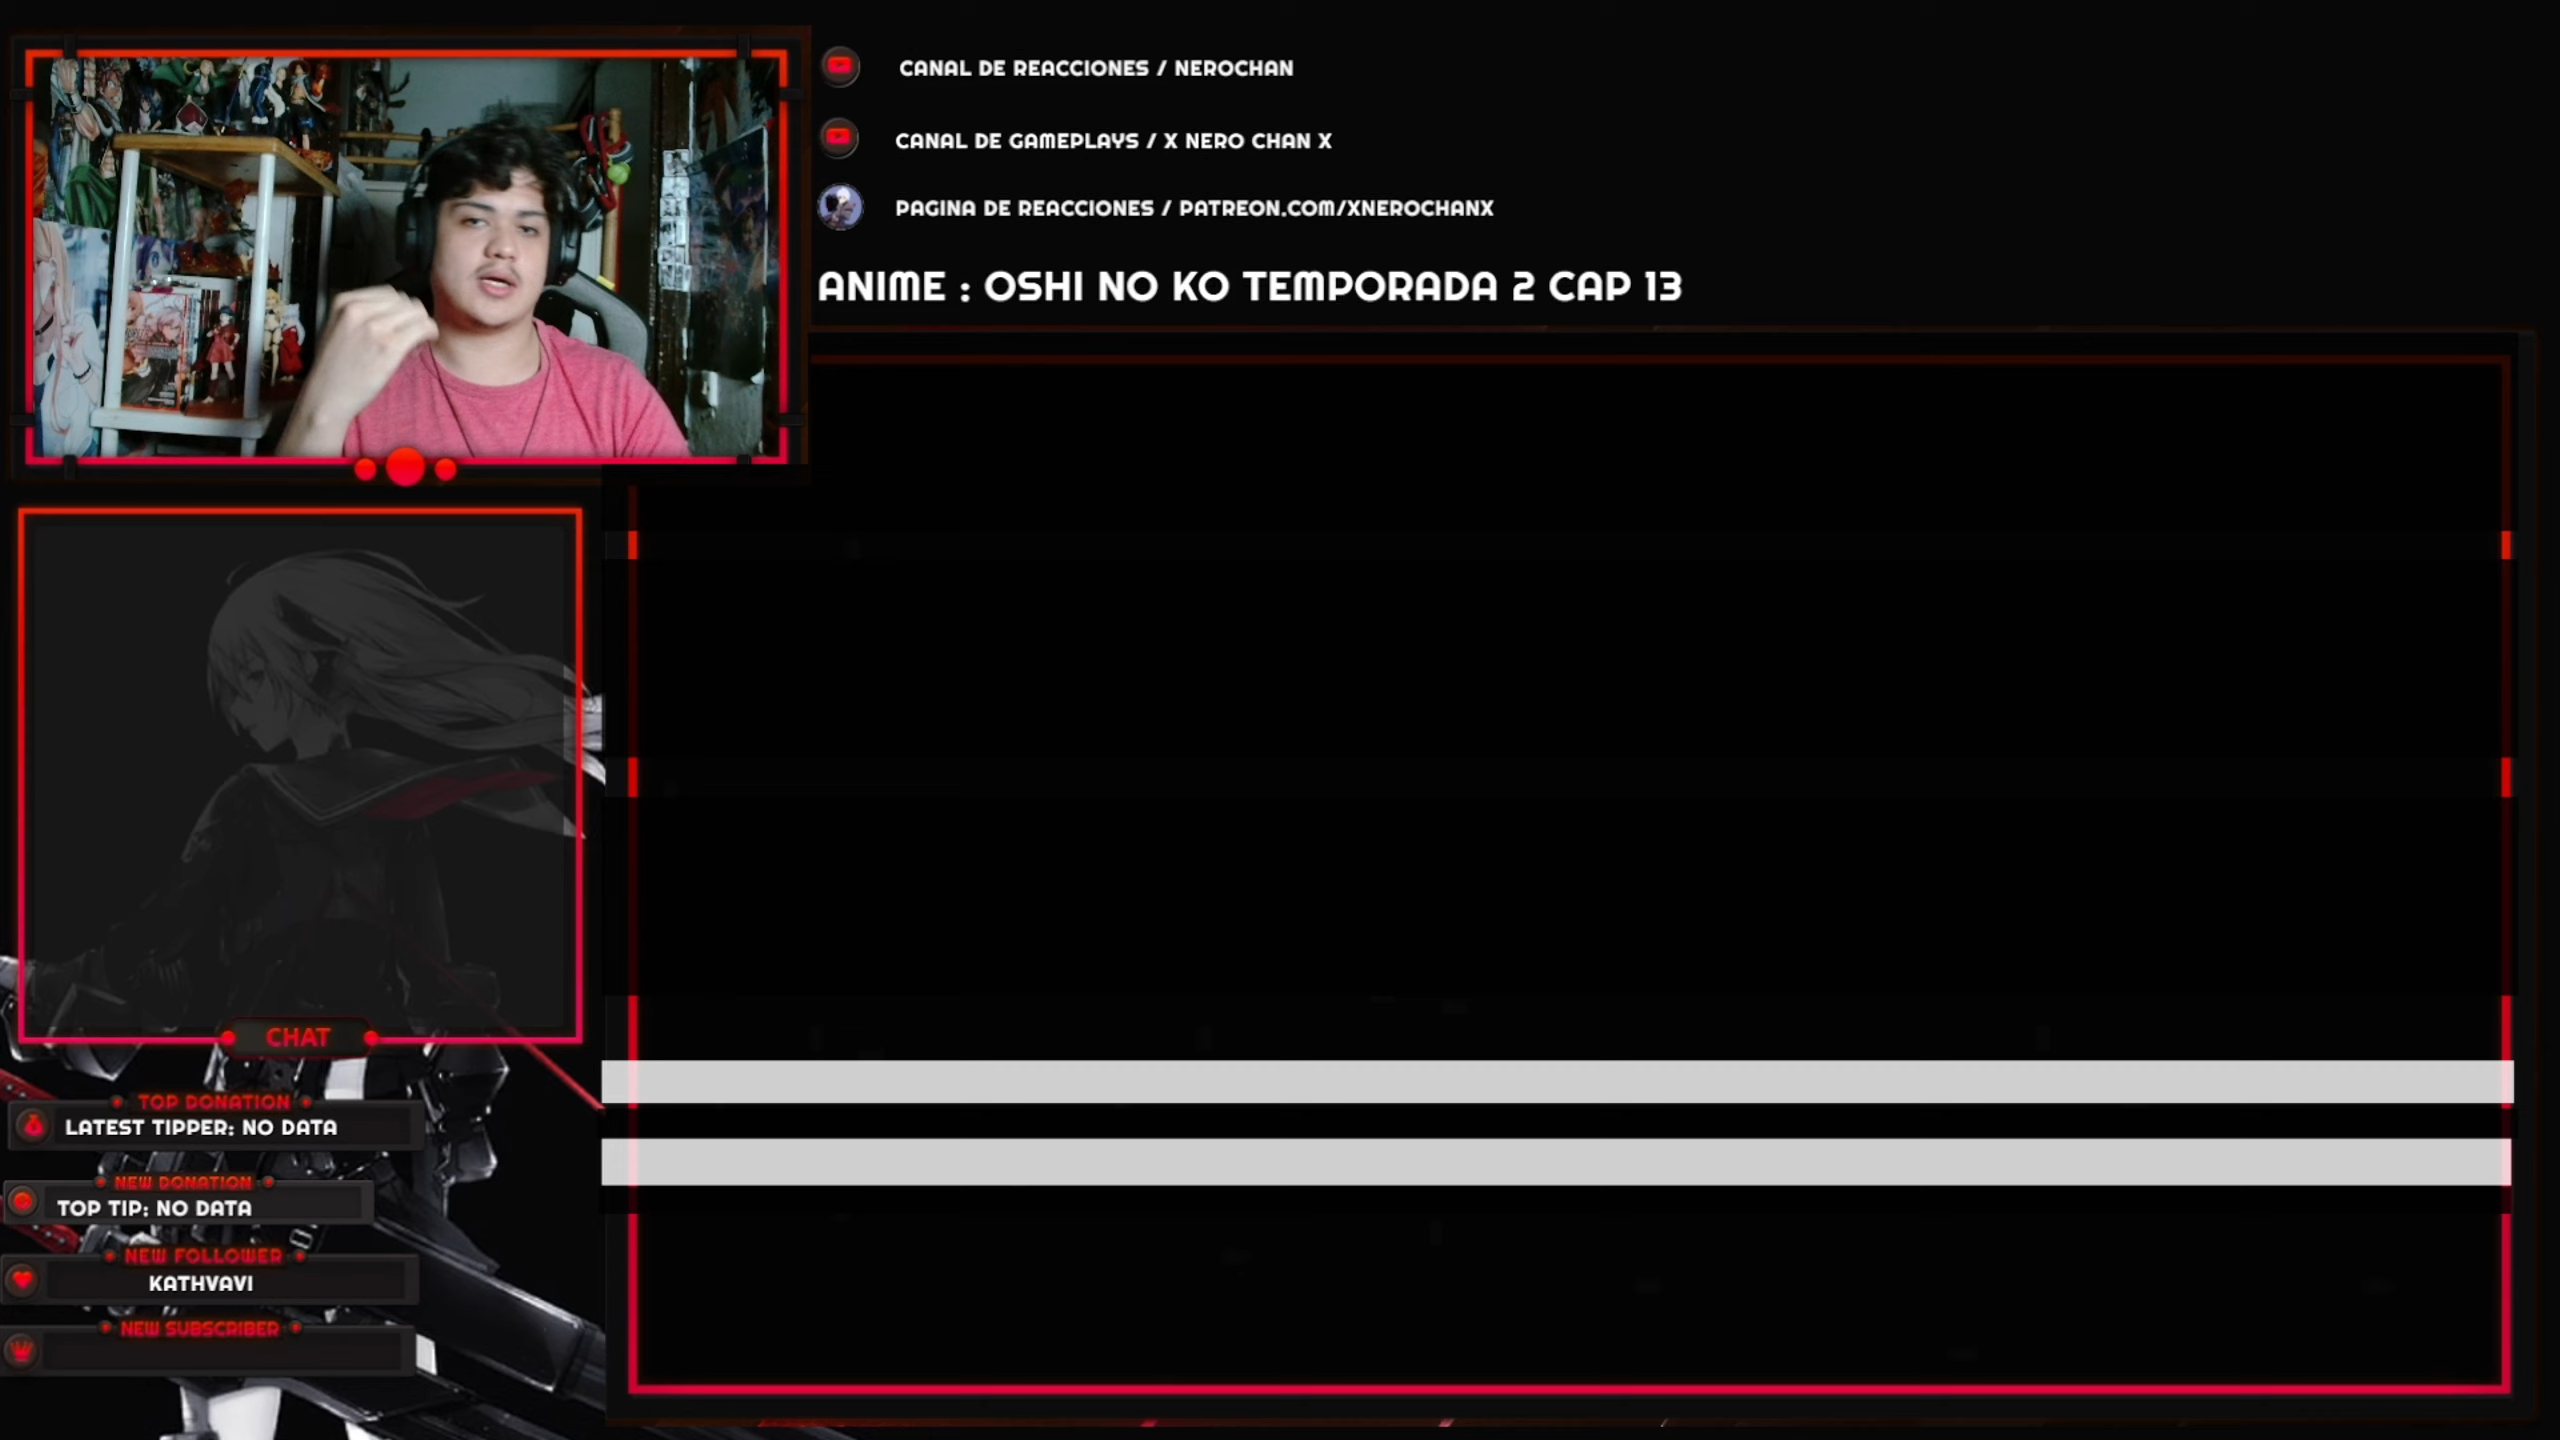 CANAL DE REACCIONES / NEROCHAN
CANAL DE GAMEPLAYS / X NERO CHAN X
PAGINA DE REACCIONES / PATREON.COM/XNEROCHANX
ANIME : OSHI NO KO TEMPORADA 2 CAP 13
CHAT
TOP DONATION
LATEST TIPPER: NO DATA
NEW DONATION
TOP TIP: NO DATA
NEW FOLLOWER
KATHVAVI
NEW SUBSCRIBER